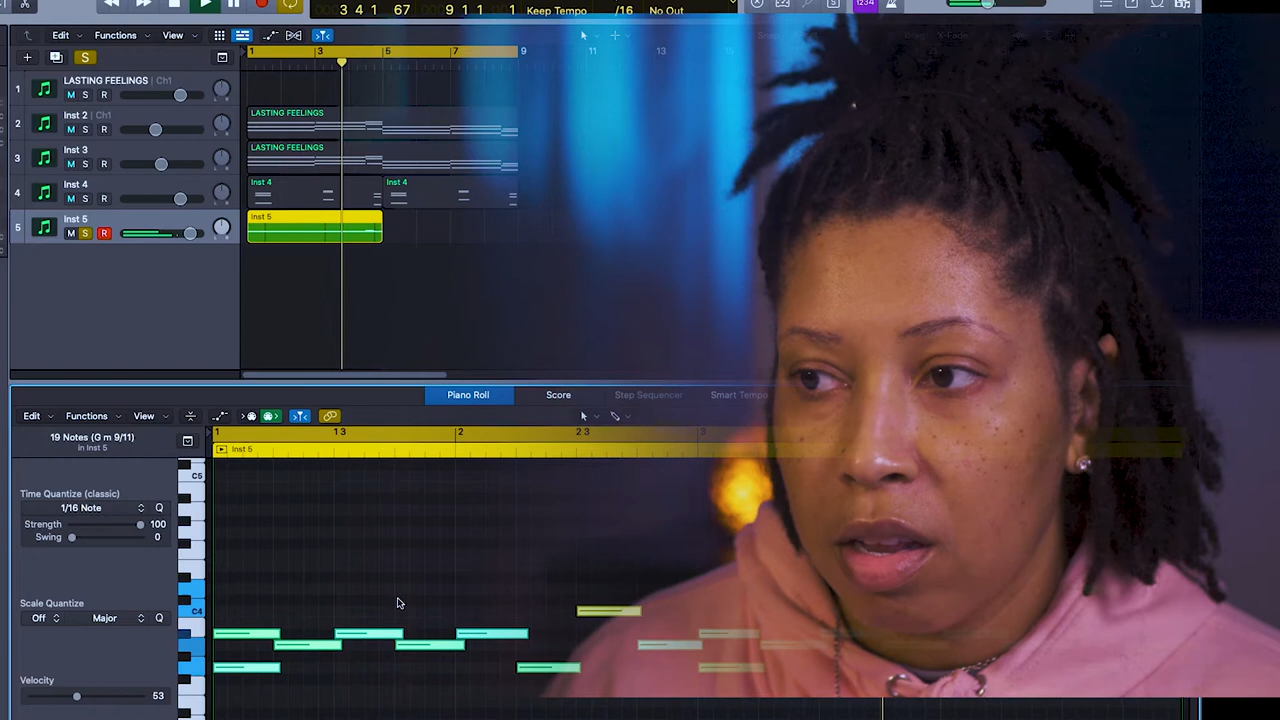 3 4 1 67 9 1 1 1 Keep Tempo /16 No Out 1234
Edit Functions View
1 3 5 7 9 11 13
S
1 LASTING FEELINGS | Ch1
M S R
2 Inst 2 | Ch1
M S R
LASTING FEELINGS
3 Inst 3
M S R
LASTING FEELINGS
4 Inst 4
M S R
Inst 4 Inst 4
5 Inst 5
M S R
Inst 5
Piano Roll Score Step Sequencer Smart Tempo
Edit Functions View
19 Notes (G m 9/11)
in Inst 5
1 1 3 2 2 3 3
Inst 5
C5
Time Quantize (classic)
1/16 Note Q
Strength 100
Swing 0
Scale Quantize
Off Major Q
C4
Velocity
53